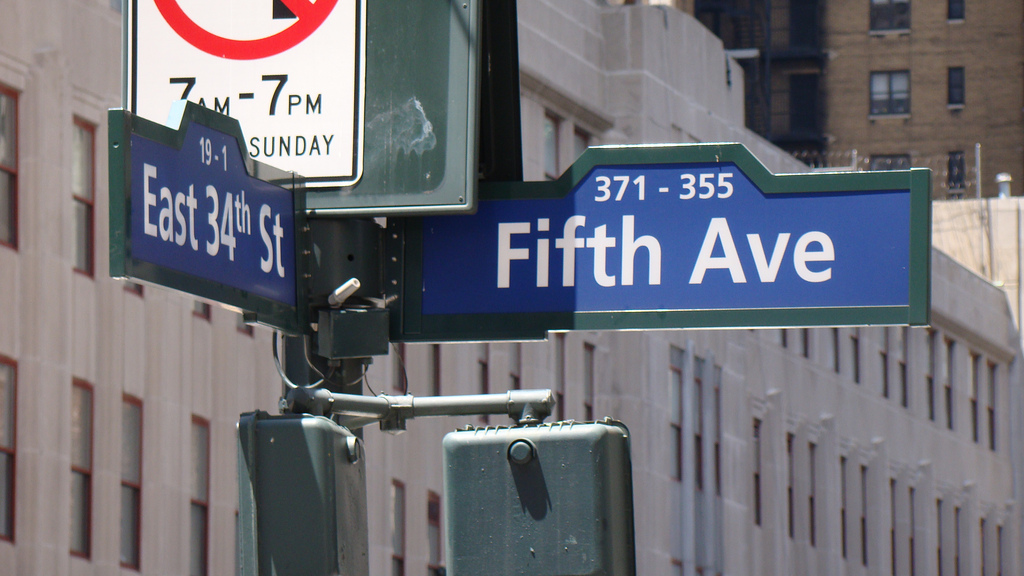 7AM-7PM
SUNDAY
19-1
East 34th St
371 - 355
Fifth Ave